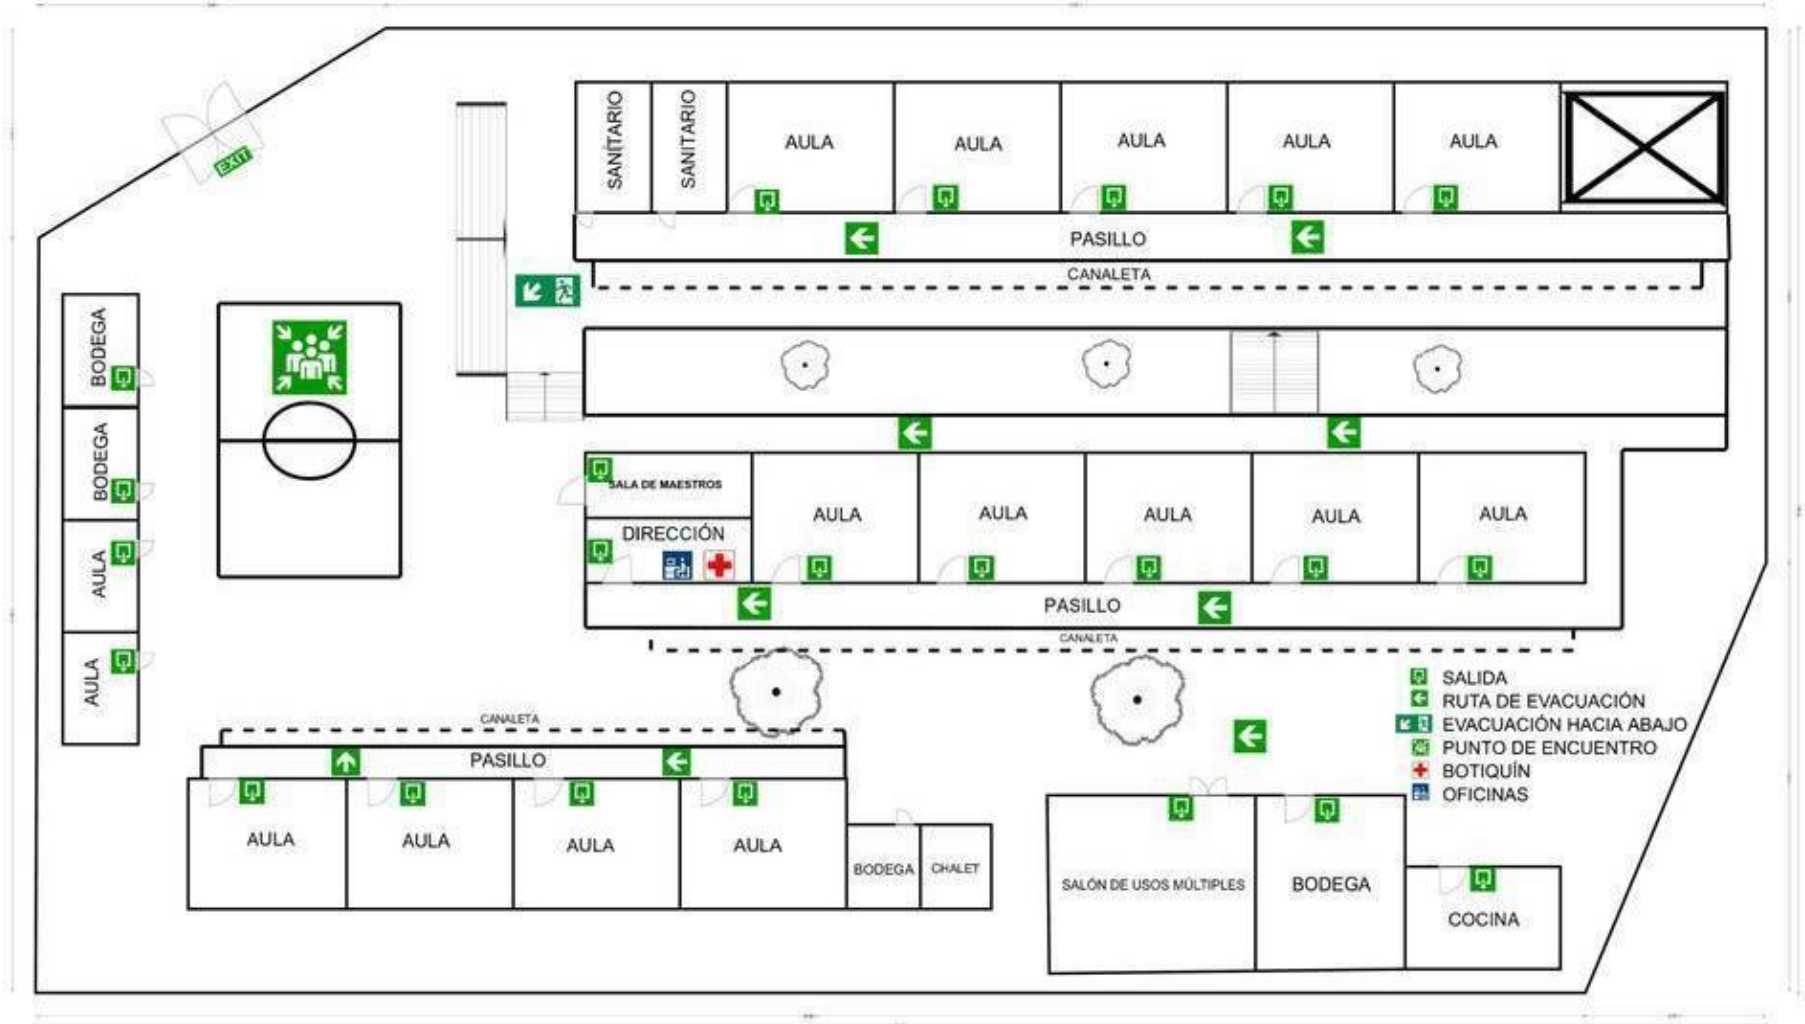 EXIT
SANITARIO
SANITARIO
AULA
AULA
AULA
AULA
AULA
PASILLO
CANALETA
BODEGA
BODEGA
AULA
AULA
SALA DE MAESTROS
DIRECCIÓN
AULA
AULA
AULA
AULA
AULA
PASILLO
CANALETA
SALIDA
RUTA DE EVACUACIÓN
EVACUACIÓN HACIA ABAJO
PUNTO DE ENCUENTRO
BOTIQUÍN
OFICINAS
CANALETA
PASILLO
AULA
AULA
AULA
AULA
BODEGA
CHALET
SALÓN DE USOS MÚLTIPLES
BODEGA
COCINA